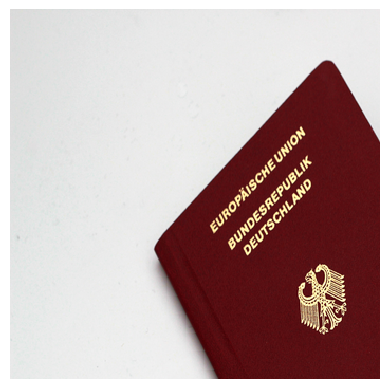 EUROPÄISCHE UNION
BUNDESREPUBLIK
DEUTSCHLAND